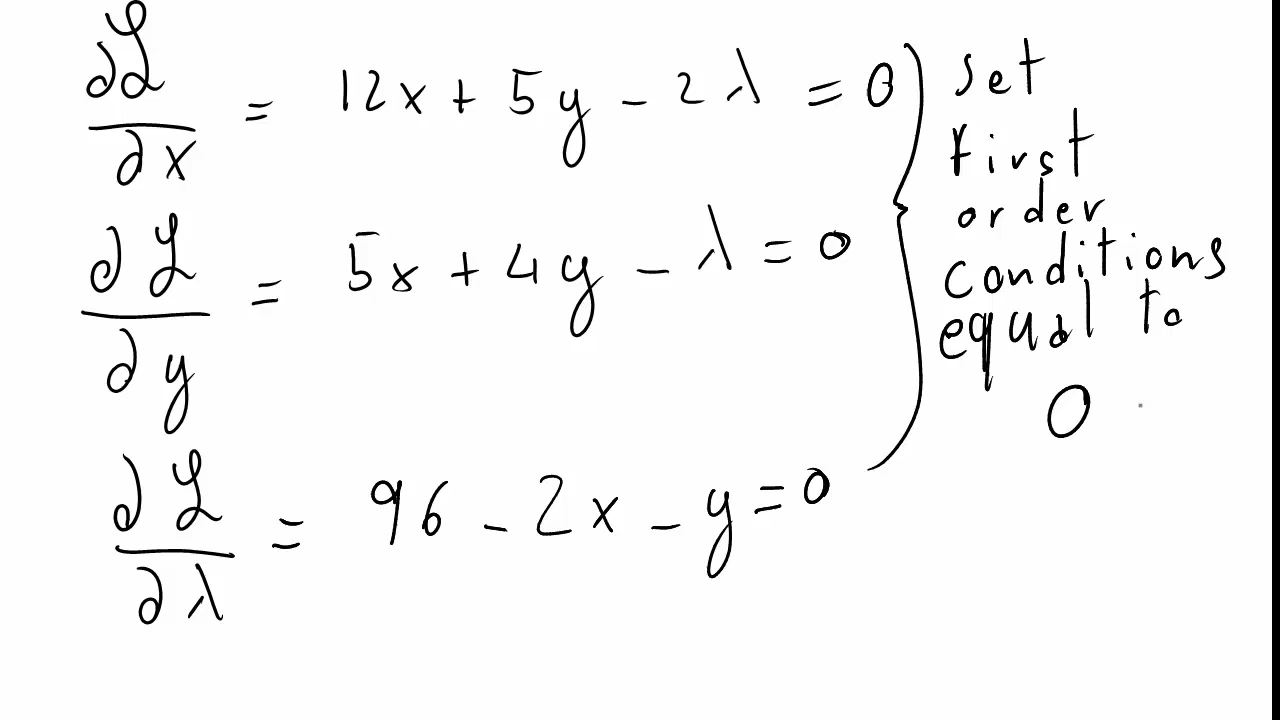 ∂ℒ/∂x = 12x + 5y - 2λ = 0
∂ℒ/∂y = 5x + 4y - λ = 0
∂ℒ/∂λ = 96 - 2x - y = 0
set
first
order
conditions
equal to
0